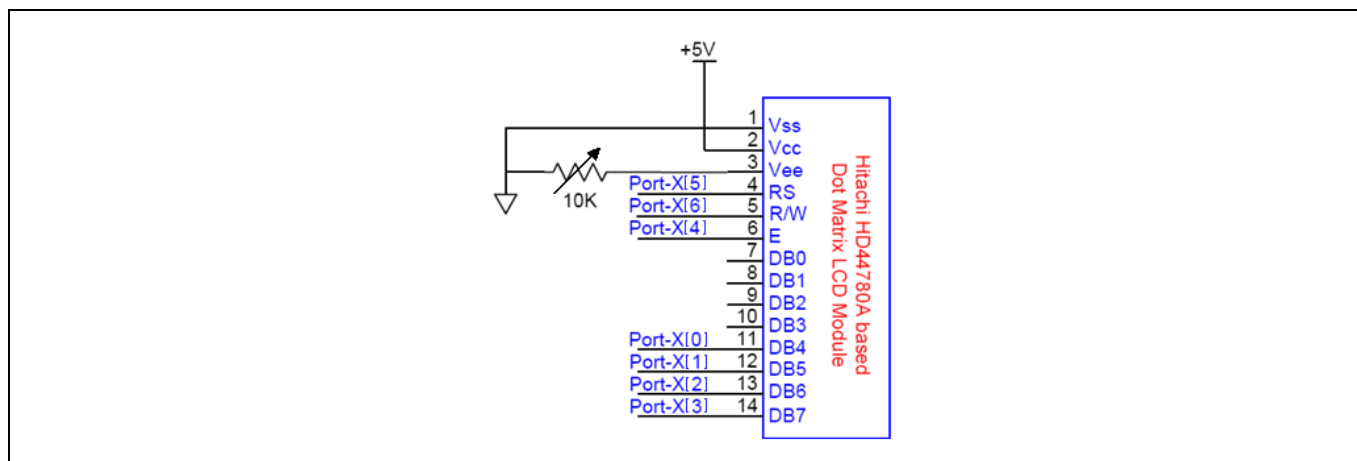 +5V
1 Vss
2 Vcc
3 Vee
10K
Port-X[5] 4 RS
Port-X[6] 5 R/W
Port-X[4] 6 E
7 DB0
8 DB1
9 DB2
10 DB3
Port-X[0] 11 DB4
Port-X[1] 12 DB5
Port-X[2] 13 DB6
Port-X[3] 14 DB7
Hitachi HD44780A based
Dot Matrix LCD Module